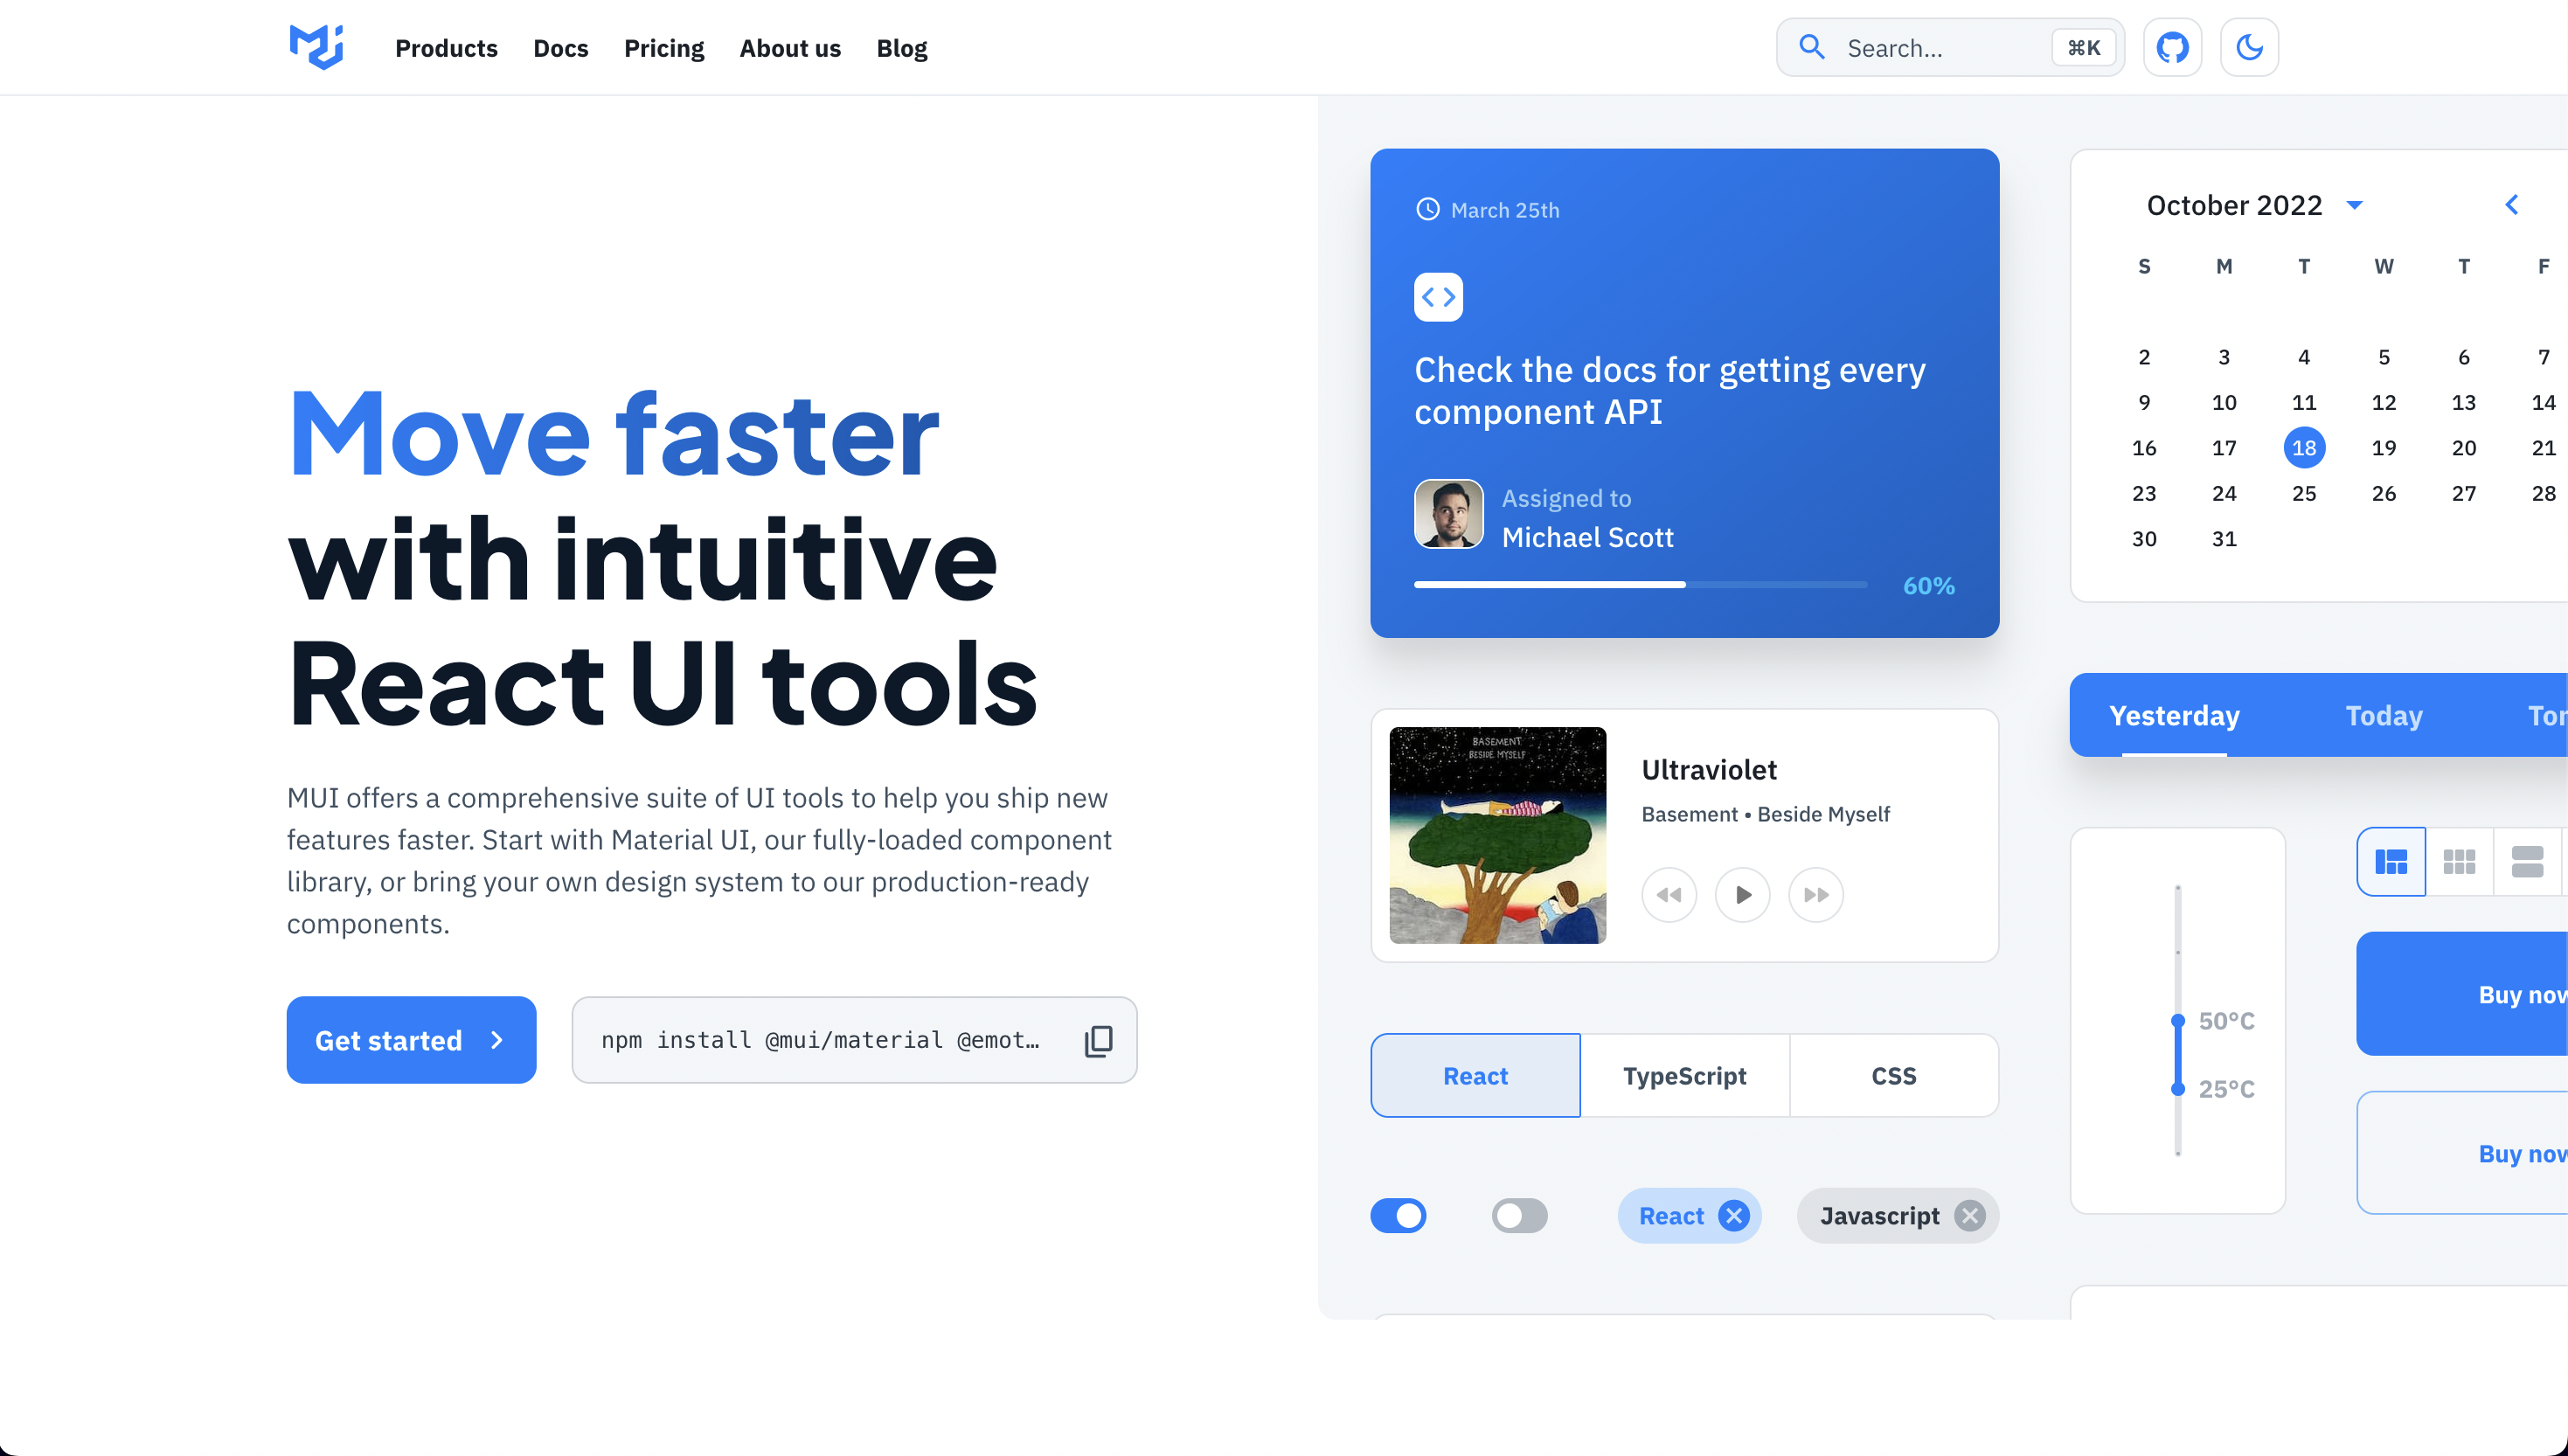 Products Docs Pricing About us Blog
Search… ⌘K
Move faster
with intuitive
React UI tools
MUI offers a comprehensive suite of UI tools to help you ship new
features faster. Start with Material UI, our fully-loaded component
library, or bring your own design system to our production-ready
components.
Get started
npm install @mui/material @emot…
March 25th
Check the docs for getting every
component API
Assigned to
Michael Scott
60%
BASEMENT
BESIDE MYSELF
Ultraviolet
Basement • Beside Myself
React TypeScript CSS
React Javascript
October 2022
S M T W T F
2 3 4 5 6 7
9 10 11 12 13 14
16 17 18 19 20 21
23 24 25 26 27 28
30 31
Yesterday Today
50°C
25°C
Buy now
Buy now